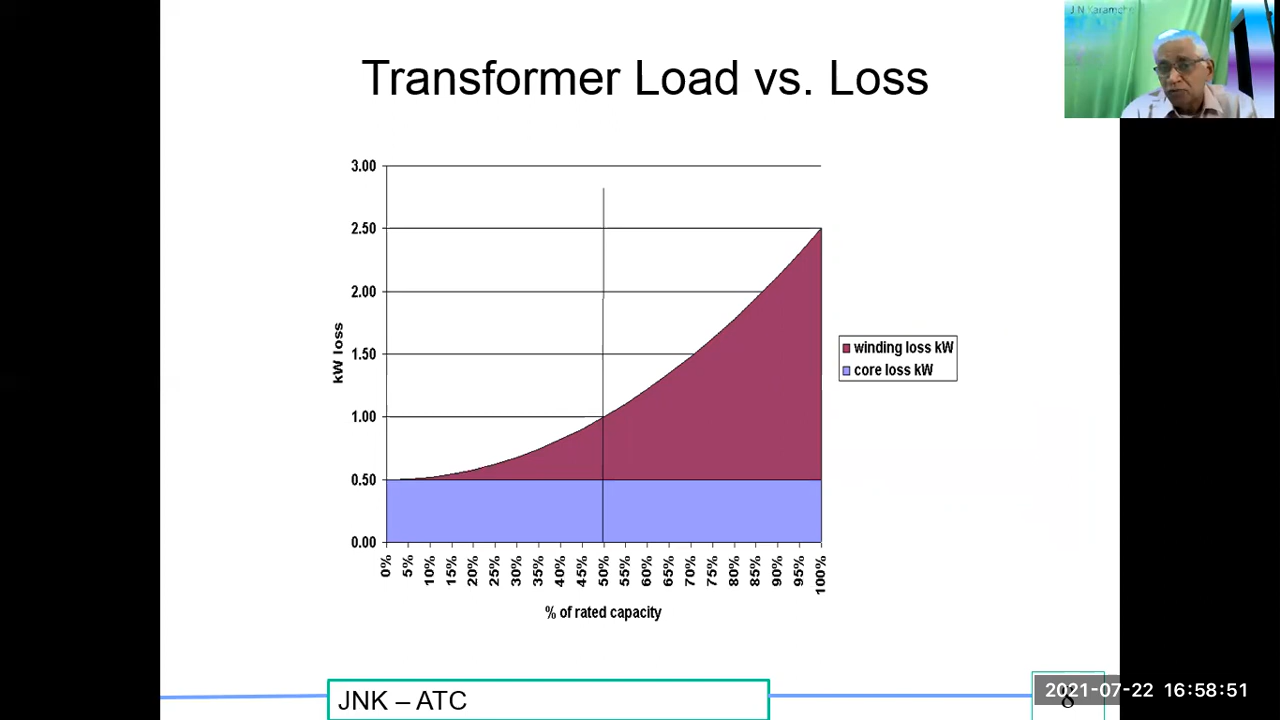 J N Karamchetti
Transformer Load vs. Loss
3.00
2.50
2.00
1.50
1.00
0.50
0.00
kW loss
0% 5% 10% 15% 20% 25% 30% 35% 40% 45% 50% 55% 60% 65% 70% 75% 80% 85% 90% 95% 100%
% of rated capacity
winding loss kW
core loss kW
JNK – ATC
8
2021-07-22 16:58:51